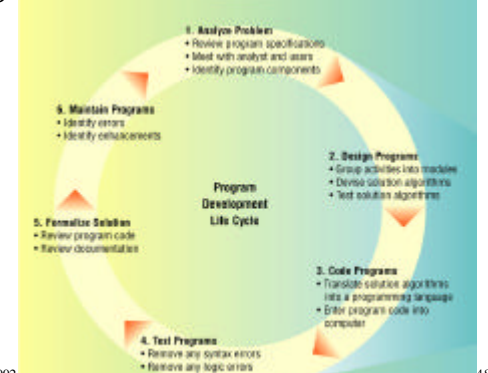 1. Analyze Problem
• Review program specifications
• Meet with analyst and users
• Identify program components
2. Design Programs
• Group activities into modules
• Devise solution algorithms
• Test solution algorithms
3. Code Programs
• Translate solution algorithms
into a programming language
• Enter program code into
computer
4. Test Programs
• Remove any syntax errors
• Remove any logic errors
5. Formalize Solution
• Review program code
• Review documentation
6. Maintain Programs
• Identify errors
• Identify enhancements
Program
Development
Life Cycle